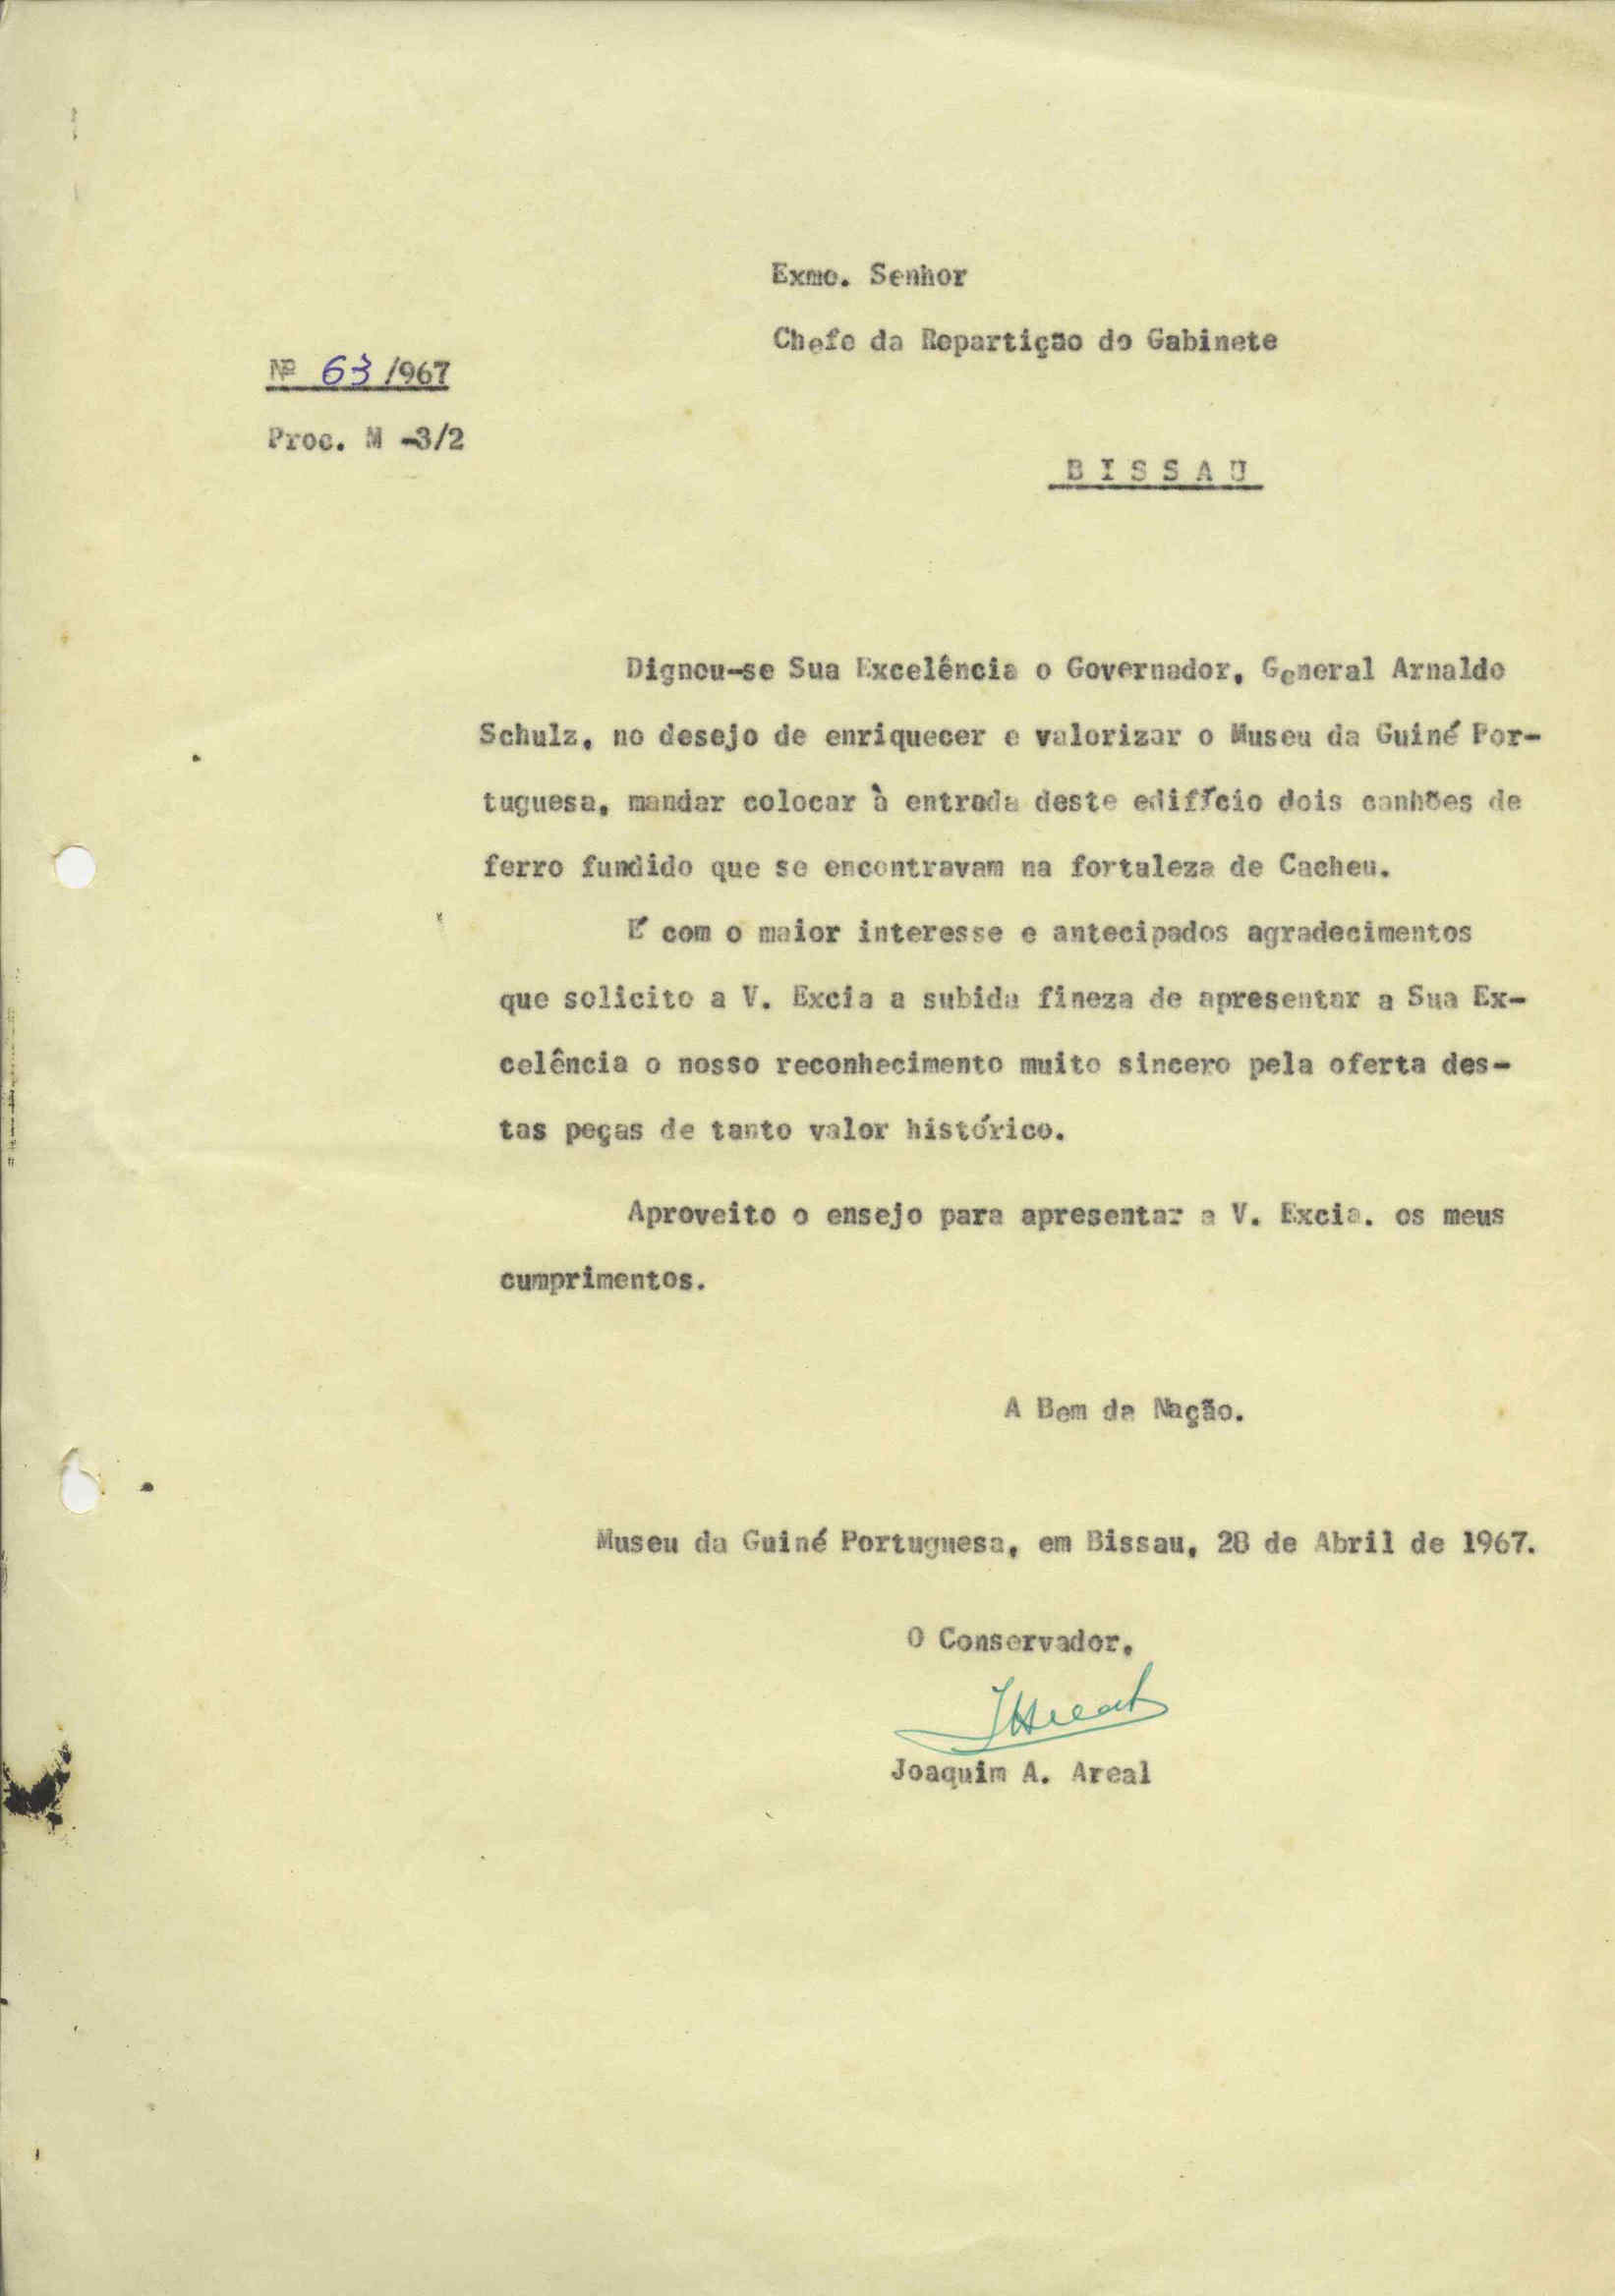 Exmo. Senhor
Chefe da Repartição do Gabinete
Nº 63/967
Proc. M -3/2
BISSAU
Dignou-se Sua Excelência o Governador, General Arnaldo
Schulz, no desejo de enriquecer e valorizar o Museu da Guiné Por-
tuguesa, mandar colocar à entrada deste edifício dois canhões de
ferro fundido que se encontravam na fortaleza de Cacheu.
É com o maior interesse e antecipados agradecimentos
que solicito a V. Excia a subida fineza de apresentar a Sua Ex-
celência o nosso reconhecimento muito sincero pela oferta des-
tas peças de tanto valor histórico.
Aproveito o ensejo para apresentar a V. Excia. os meus
cumprimentos.
A Bem da Nação.
Museu da Guiné Portuguesa, em Bissau, 28 de Abril de 1967.
O Conservador,
JAreal
Joaquim A. Areal